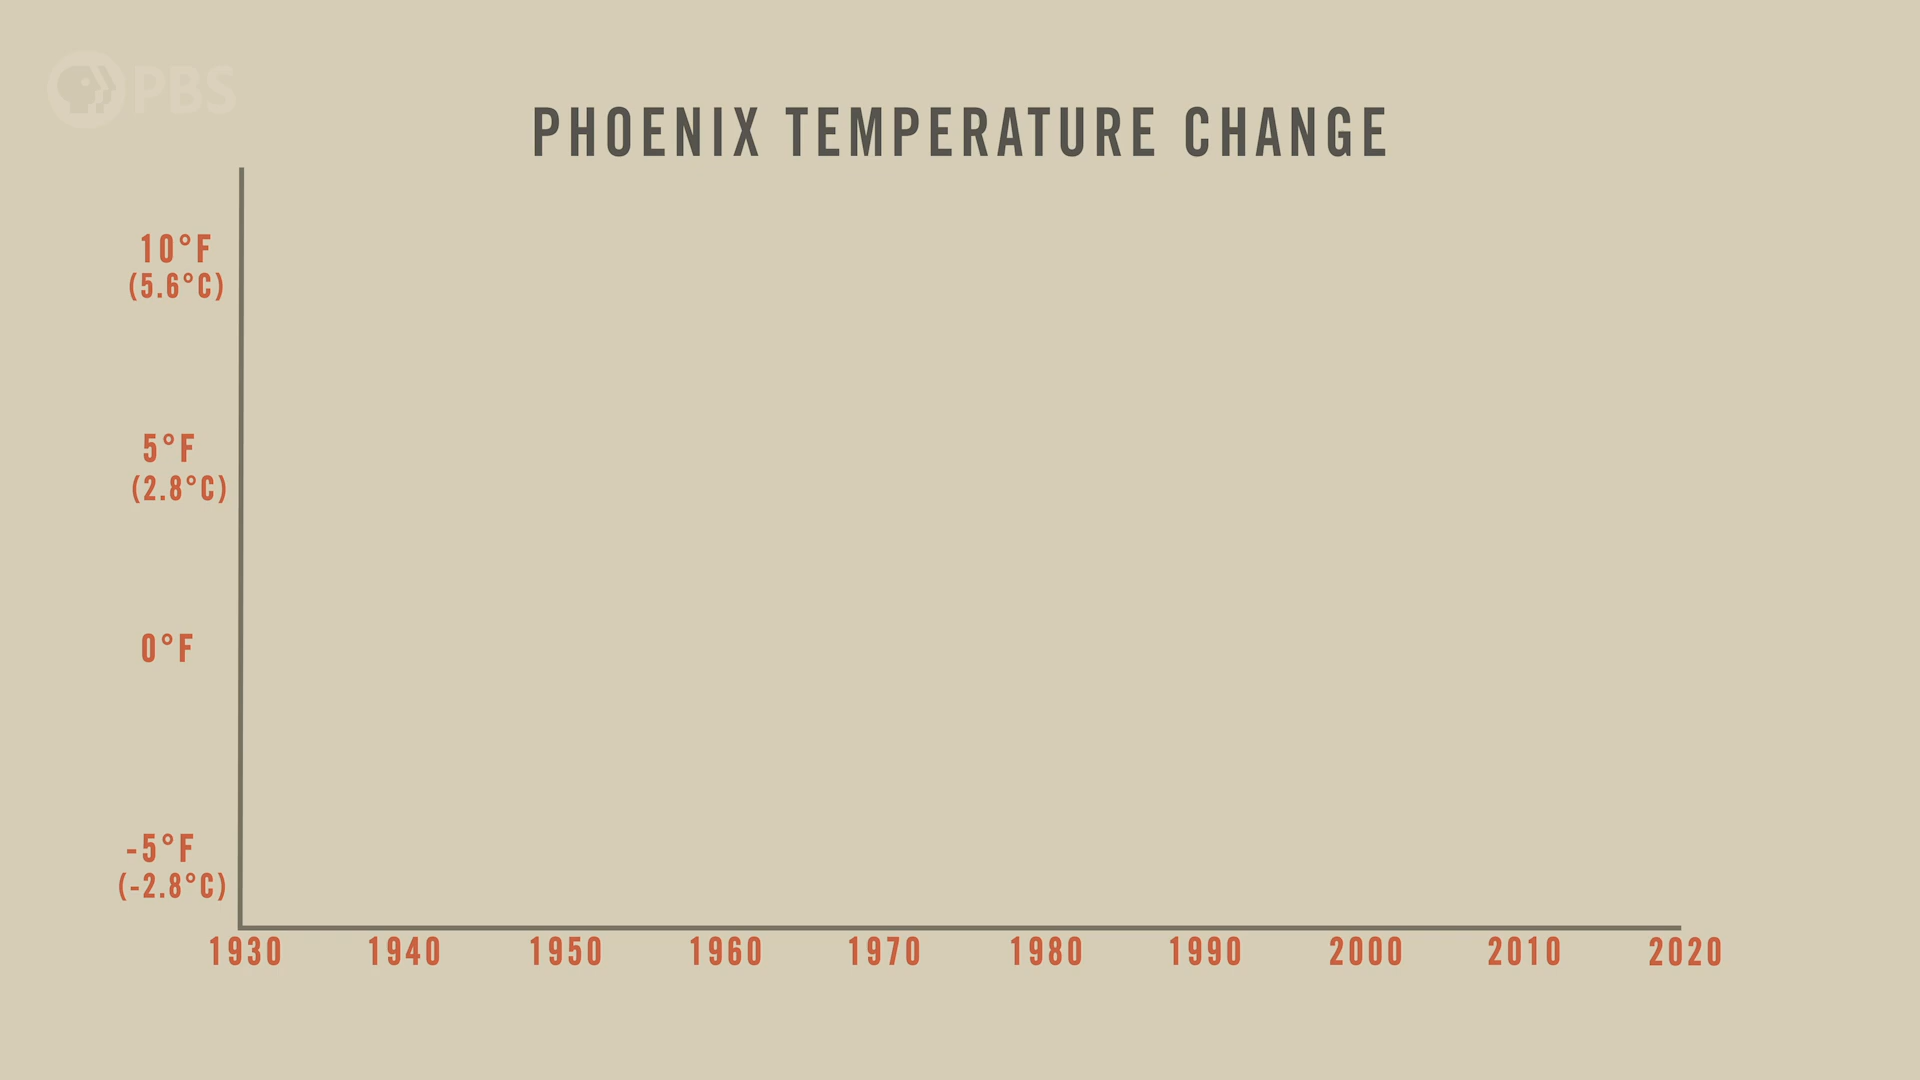 PBS
PHOENIX TEMPERATURE CHANGE
10°F
(5.6°C)
5°F
(2.8°C)
0°F
-5°F
(-2.8°C)
1930 1940 1950 1960 1970 1980 1990 2000 2010 2020